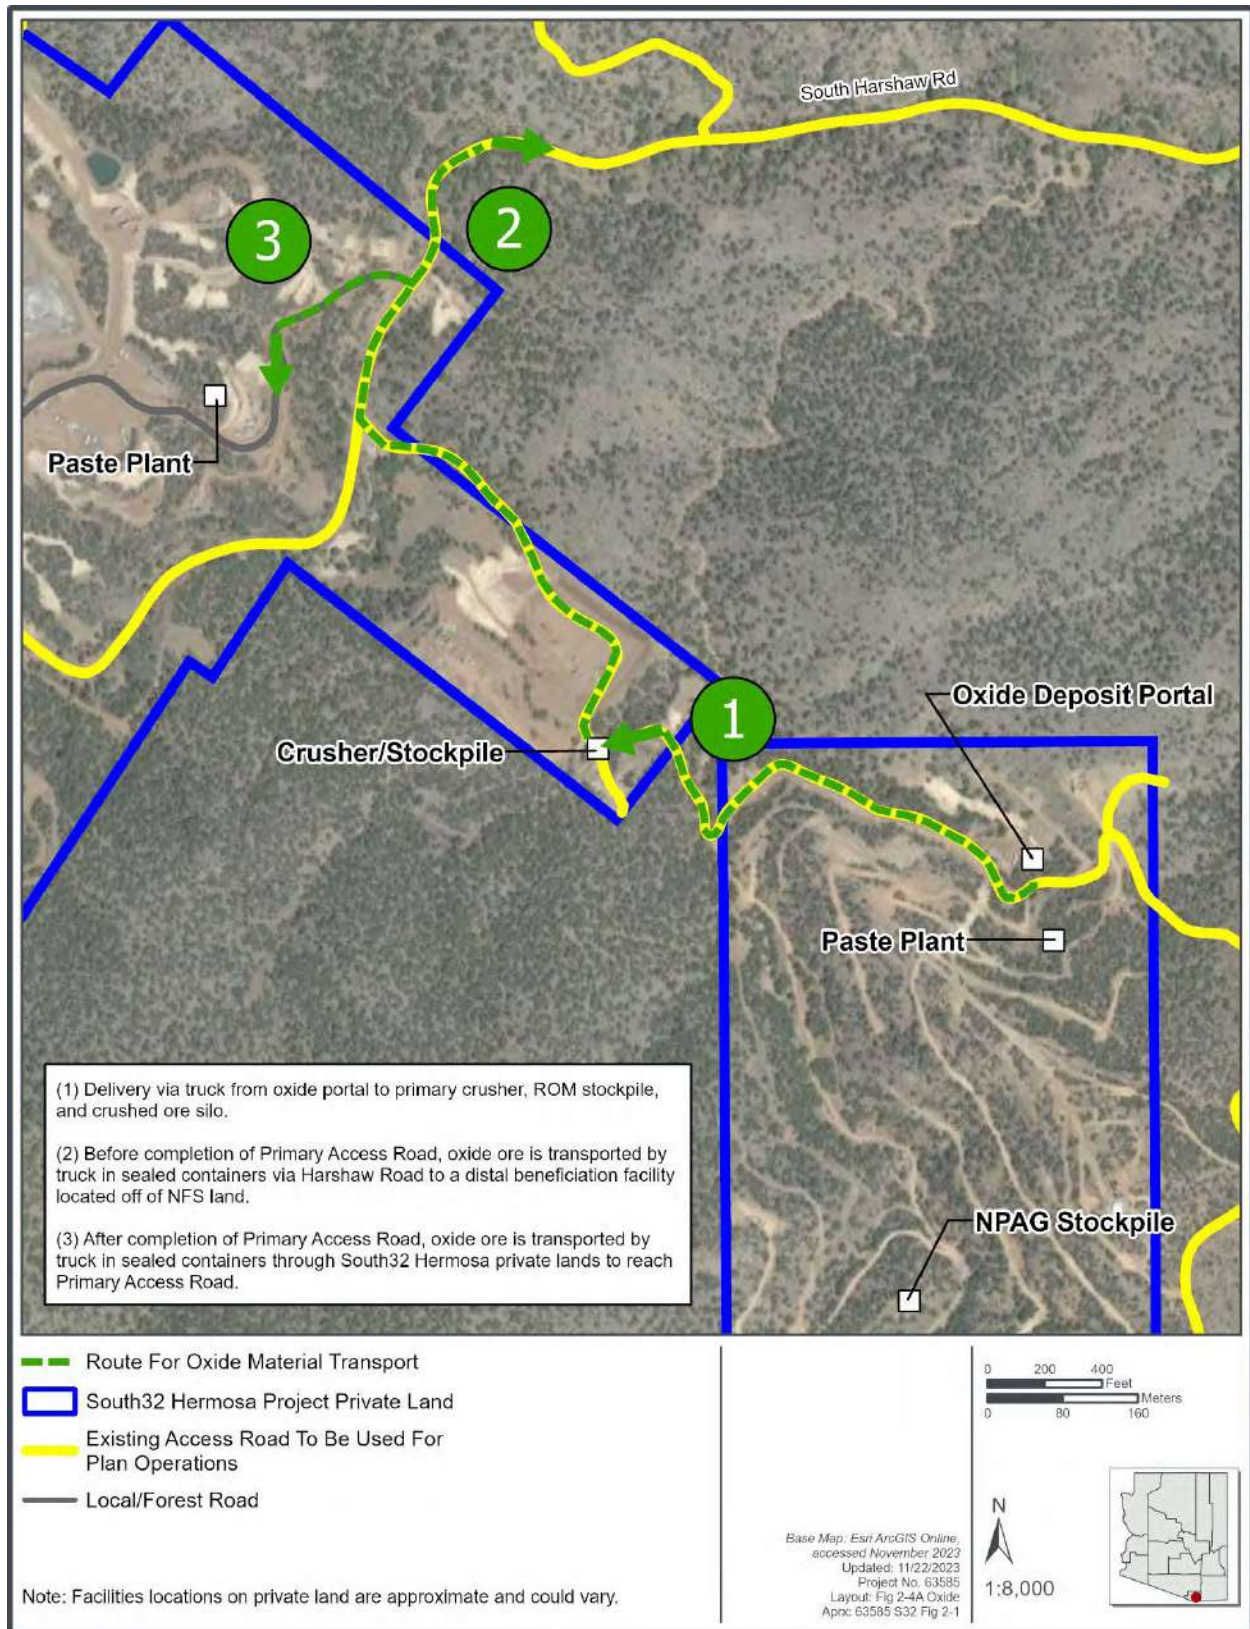 South Harshaw Rd
2
3
Paste Plant
1
Oxide Deposit Portal
Crusher/Stockpile
Paste Plant
NPAG Stockpile
(1) Delivery via truck from oxide portal to primary crusher, ROM stockpile,
and crushed ore silo.
(2) Before completion of Primary Access Road, oxide ore is transported by
truck in sealed containers via Harshaw Road to a distal beneficiation facility
located off of NFS land.
(3) After completion of Primary Access Road, oxide ore is transported by
truck in sealed containers through South32 Hermosa private lands to reach
Primary Access Road.
Route For Oxide Material Transport
South32 Hermosa Project Private Land
Existing Access Road To Be Used For
Plan Operations
Local/Forest Road
Note: Facilities locations on private land are approximate and could vary.
Base Map: Esri ArcGIS Online,
accessed November 2023
Updated: 11/22/2023
Project No. 63585
Layout: Fig 2-4A Oxide
Aprx: 63585 S32 Fig 2-1
0 200 400
Feet
Meters
0 80 160
N
1:8,000